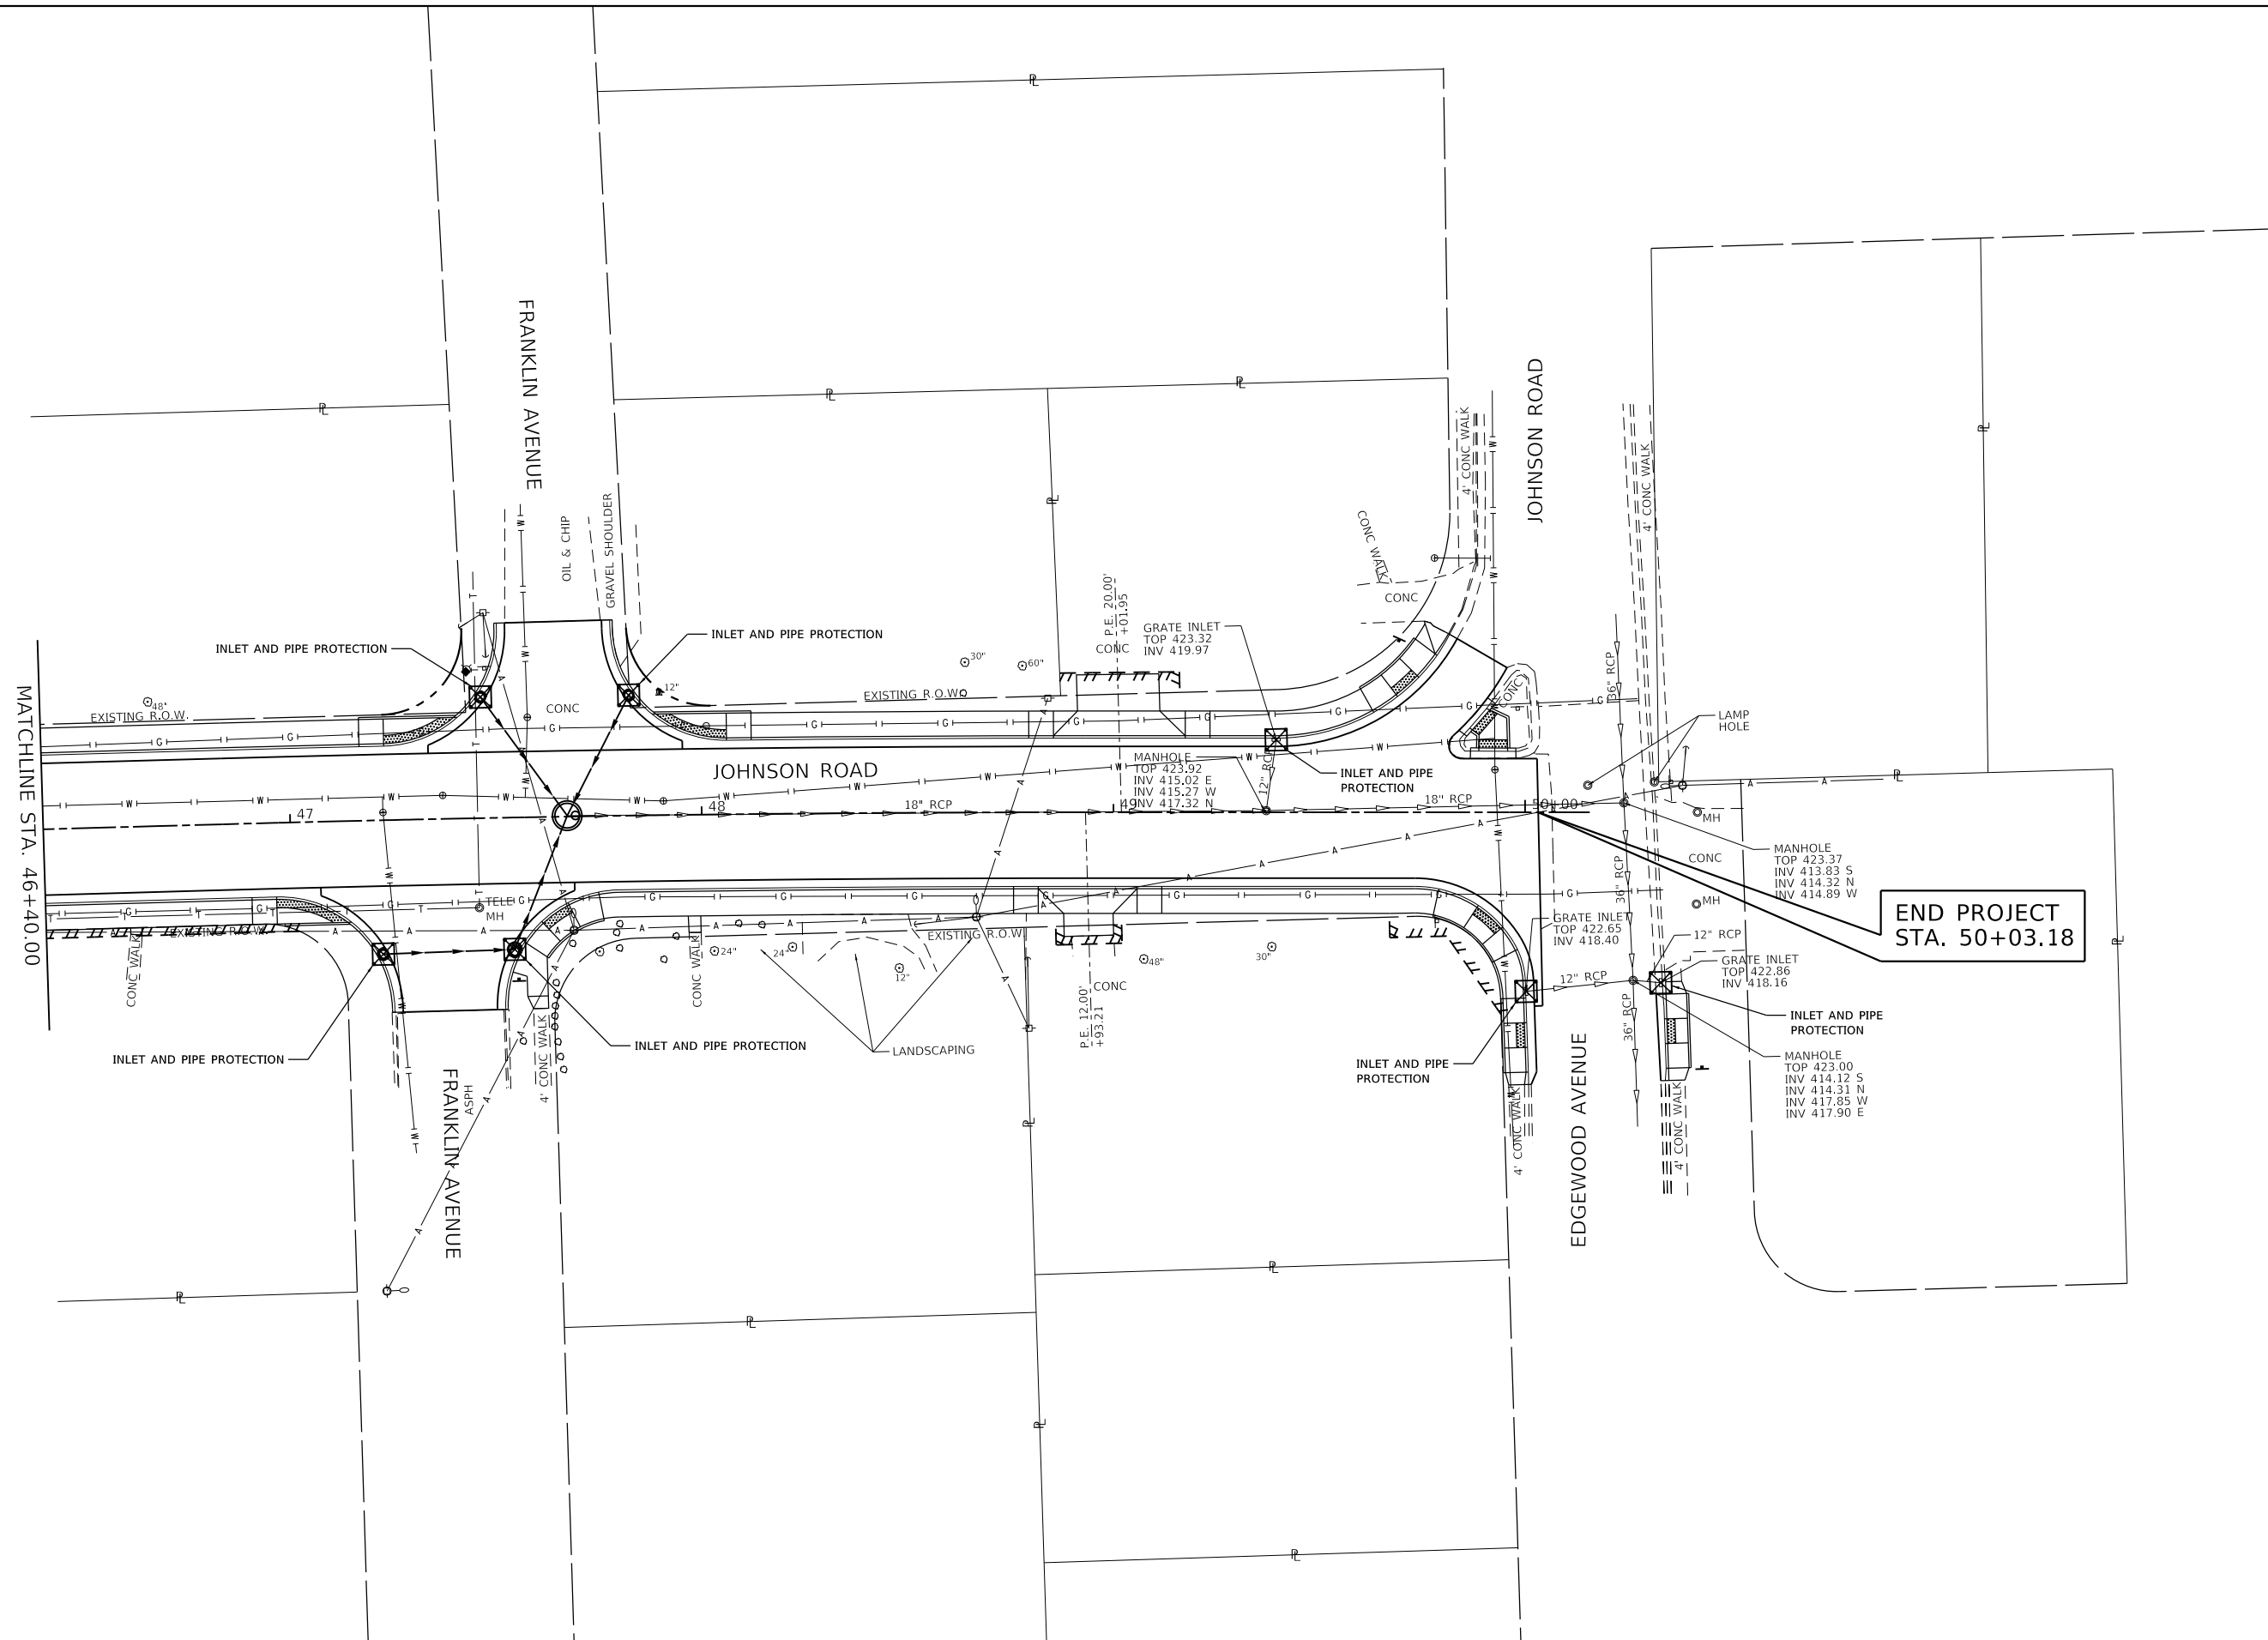 FRANKLIN AVENUE
JOHNSON ROAD
4' CONC WALK
4' CONC WALK
OIL & CHIP
GRAVEL SHOULDER
CONC WALK
CONC
P.E. 20.00'
+01.95
CONC
GRATE INLET
TOP 423.32
INV 419.97
INLET AND PIPE PROTECTION
INLET AND PIPE PROTECTION
30"
60"
12"
48"
EXISTING R.O.W.
EXISTING R.O.W.
CONC
CONC
36" RCP
LAMP
HOLE
MATCHLINE STA. 46+40.00
JOHNSON ROAD
MANHOLE
TOP 423.92
INV 415.02 E
INV 415.27 W
INV 417.32 N
12" RCP
INLET AND PIPE
PROTECTION
47
48
18" RCP
49
18" RCP
50+00
MH
MANHOLE
TOP 423.37
INV 413.83 S
INV 414.32 N
INV 414.89 W
CONC
36" RCP
MH
END PROJECT
STA. 50+03.18
TELE
MH
EXISTING R.O.W.
CONC WALK
CONC WALK
EXISTING R.O.W.
24"
24"
12"
48"
30"
CONC
P.E. 12.00'
+93.21
GRATE INLET
TOP 422.65
INV 418.40
12" RCP
12" RCP
GRATE INLET
TOP 422.86
INV 418.16
36" RCP
INLET AND PIPE
PROTECTION
MANHOLE
TOP 423.00
INV 414.12 S
INV 414.31 N
INV 417.85 W
INV 417.90 E
INLET AND PIPE PROTECTION
INLET AND PIPE PROTECTION
LANDSCAPING
INLET AND PIPE
PROTECTION
FRANKLIN AVENUE
ASPH
4' CONC WALK
4' CONC WALK
EDGEWOOD AVENUE
4' CONC WALK